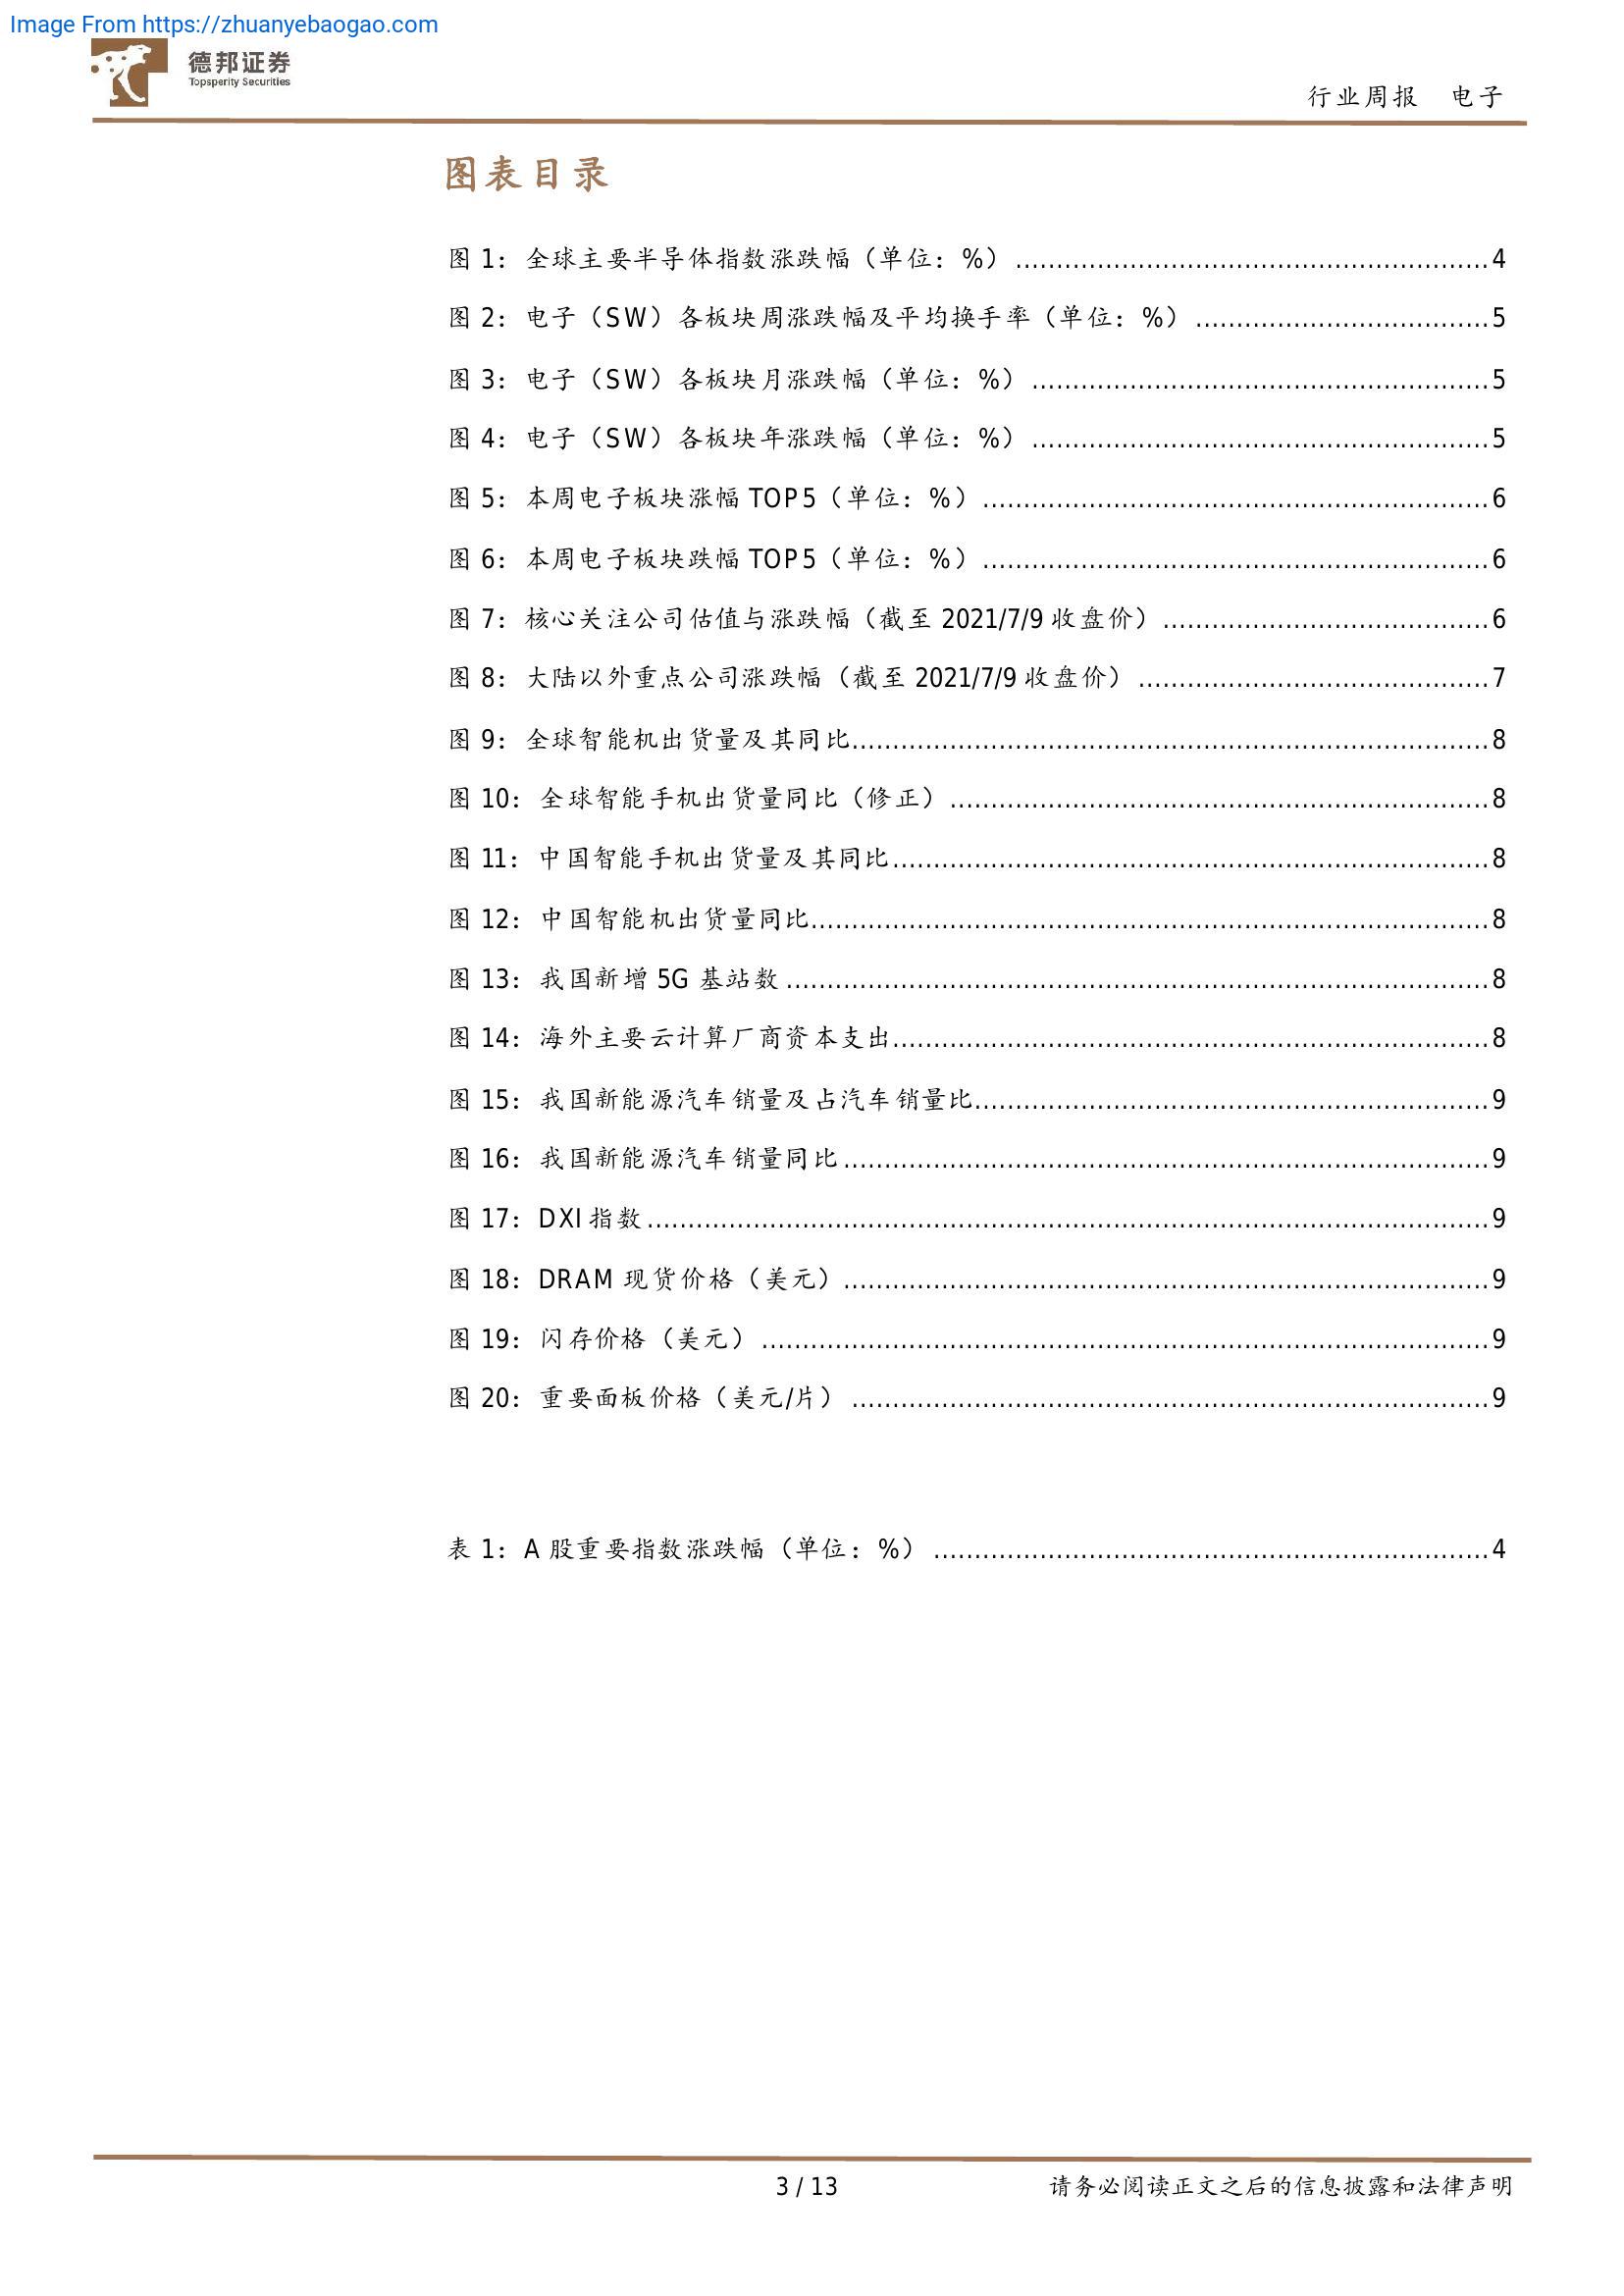 Image From https://zhuanyebaogao.com
德邦证券
Topsperity Securities
行业周报 电子
图表目录
图 1：全球主要半导体指数涨跌幅（单位：%）................................................4
图 2：电子（SW）各板块周涨跌幅及平均换手率（单位：%）................................5
图 3：电子（SW）各板块月涨跌幅（单位：%）................................................5
图 4：电子（SW）各板块年涨跌幅（单位：%）................................................5
图 5：本周电子板块涨幅 TOP5（单位：%）................................................6
图 6：本周电子板块跌幅 TOP5（单位：%）................................................6
图 7：核心关注公司估值与涨跌幅（截至 2021/7/9 收盘价）................................6
图 8：大陆以外重点公司涨跌幅（截至 2021/7/9 收盘价）................................7
图 9：全球智能机出货量及其同比................................................8
图 10：全球智能手机出货量同比（修正）................................................8
图 11：中国智能手机出货量及其同比................................................8
图 12：中国智能机出货量同比................................................8
图 13：我国新增 5G 基站数................................................8
图 14：海外主要云计算厂商资本支出................................................8
图 15：我国新能源汽车销量及占汽车销量比................................................9
图 16：我国新能源汽车销量同比................................................9
图 17：DXI 指数................................................9
图 18：DRAM 现货价格（美元）................................................9
图 19：闪存价格（美元）................................................9
图 20：重要面板价格（美元/片）................................................9
表 1：A 股重要指数涨跌幅（单位：%）................................................4
3 / 13
请务必阅读正文之后的信息披露和法律声明